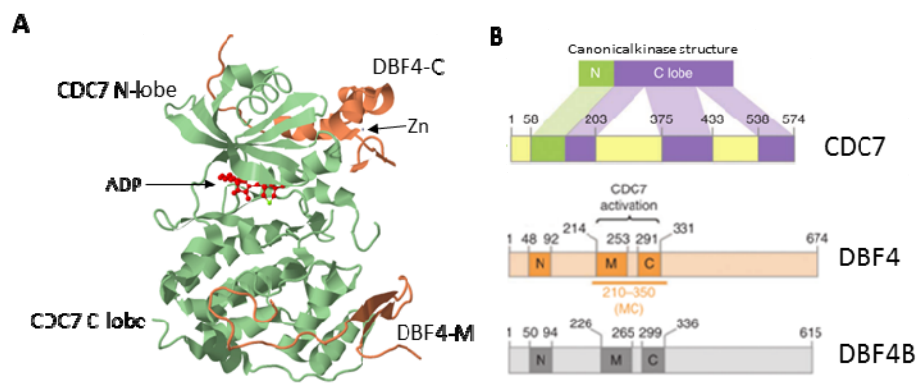 A
DBF4-C
CDC7 N-lobe
Zn
ADP
CDC7 C lobe
DBF4-M
B
Canonicalkinase structure
N C lobe
1 58 203 375 433 538 574
CDC7
CDC7
activation
1 48 92 214 253 291 331 674
N M C
DBF4
210–350
(MC)
1 50 94 226 265 299 336 615
N M C
DBF4B